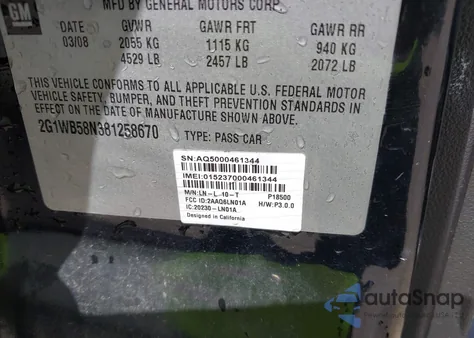 GM
MFD BY GENERAL MOTORS CORP
DATE GVWR GAWR FRT GAWR RR
03/08 2055 KG 1115 KG 940 KG
4529 LB 2457 LB 2072 LB
THIS VEHICLE CONFORMS TO ALL APPLICABLE U.S. FEDERAL MOTOR
VEHICLE SAFETY, BUMPER, AND THEFT PREVENTION STANDARDS IN
EFFECT ON THE DATE OF MANUFACTURE SHOWN ABOVE.
2G1WB58N381258670 TYPE: PASS CAR
SN:AQ5000461344
IMEI:015237000461344
M/N:LN-L-10-T P18500
FCC ID:2AAQ6LN01A H/W:P3.0.0
IC:20230-LN01A
Designed in California
autoSnap